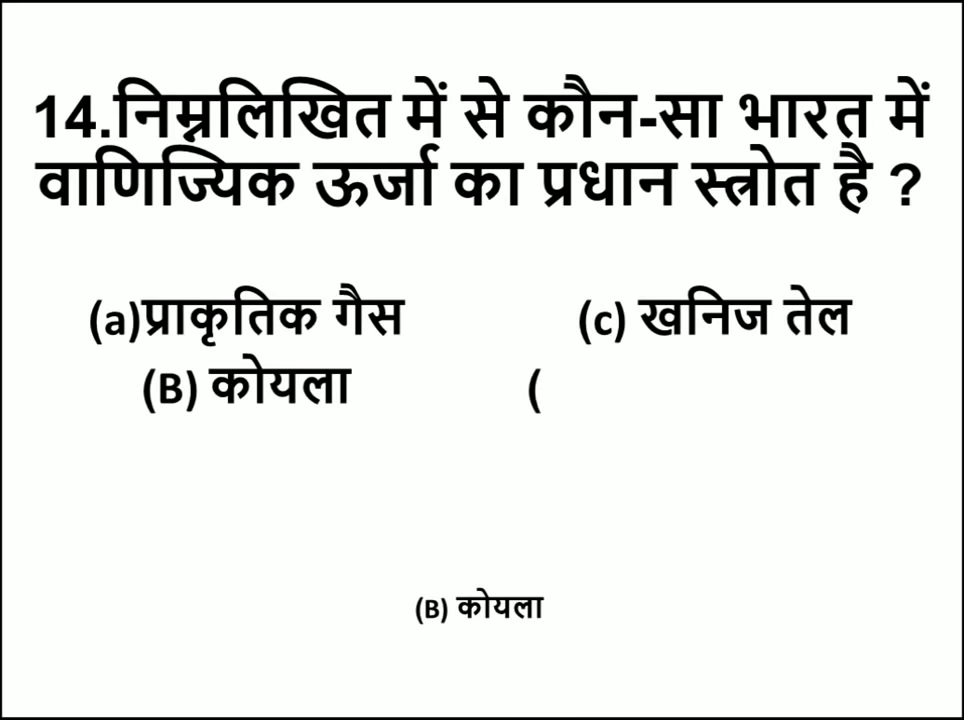 14.निम्नलिखित में से कौन-सा भारत में
वाणिज्यिक ऊर्जा का प्रधान स्त्रोत है ?
(a)प्राकृतिक गैस (c) खनिज तेल
(B) कोयला (
(B) कोयला